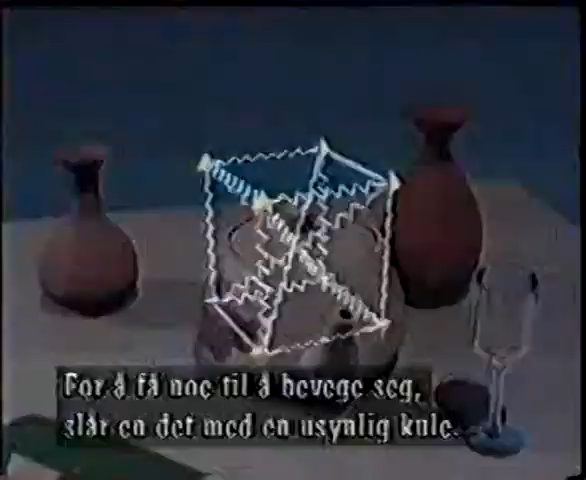 For å få noe til å bevege seg,
slår en det med en usynlig kule.